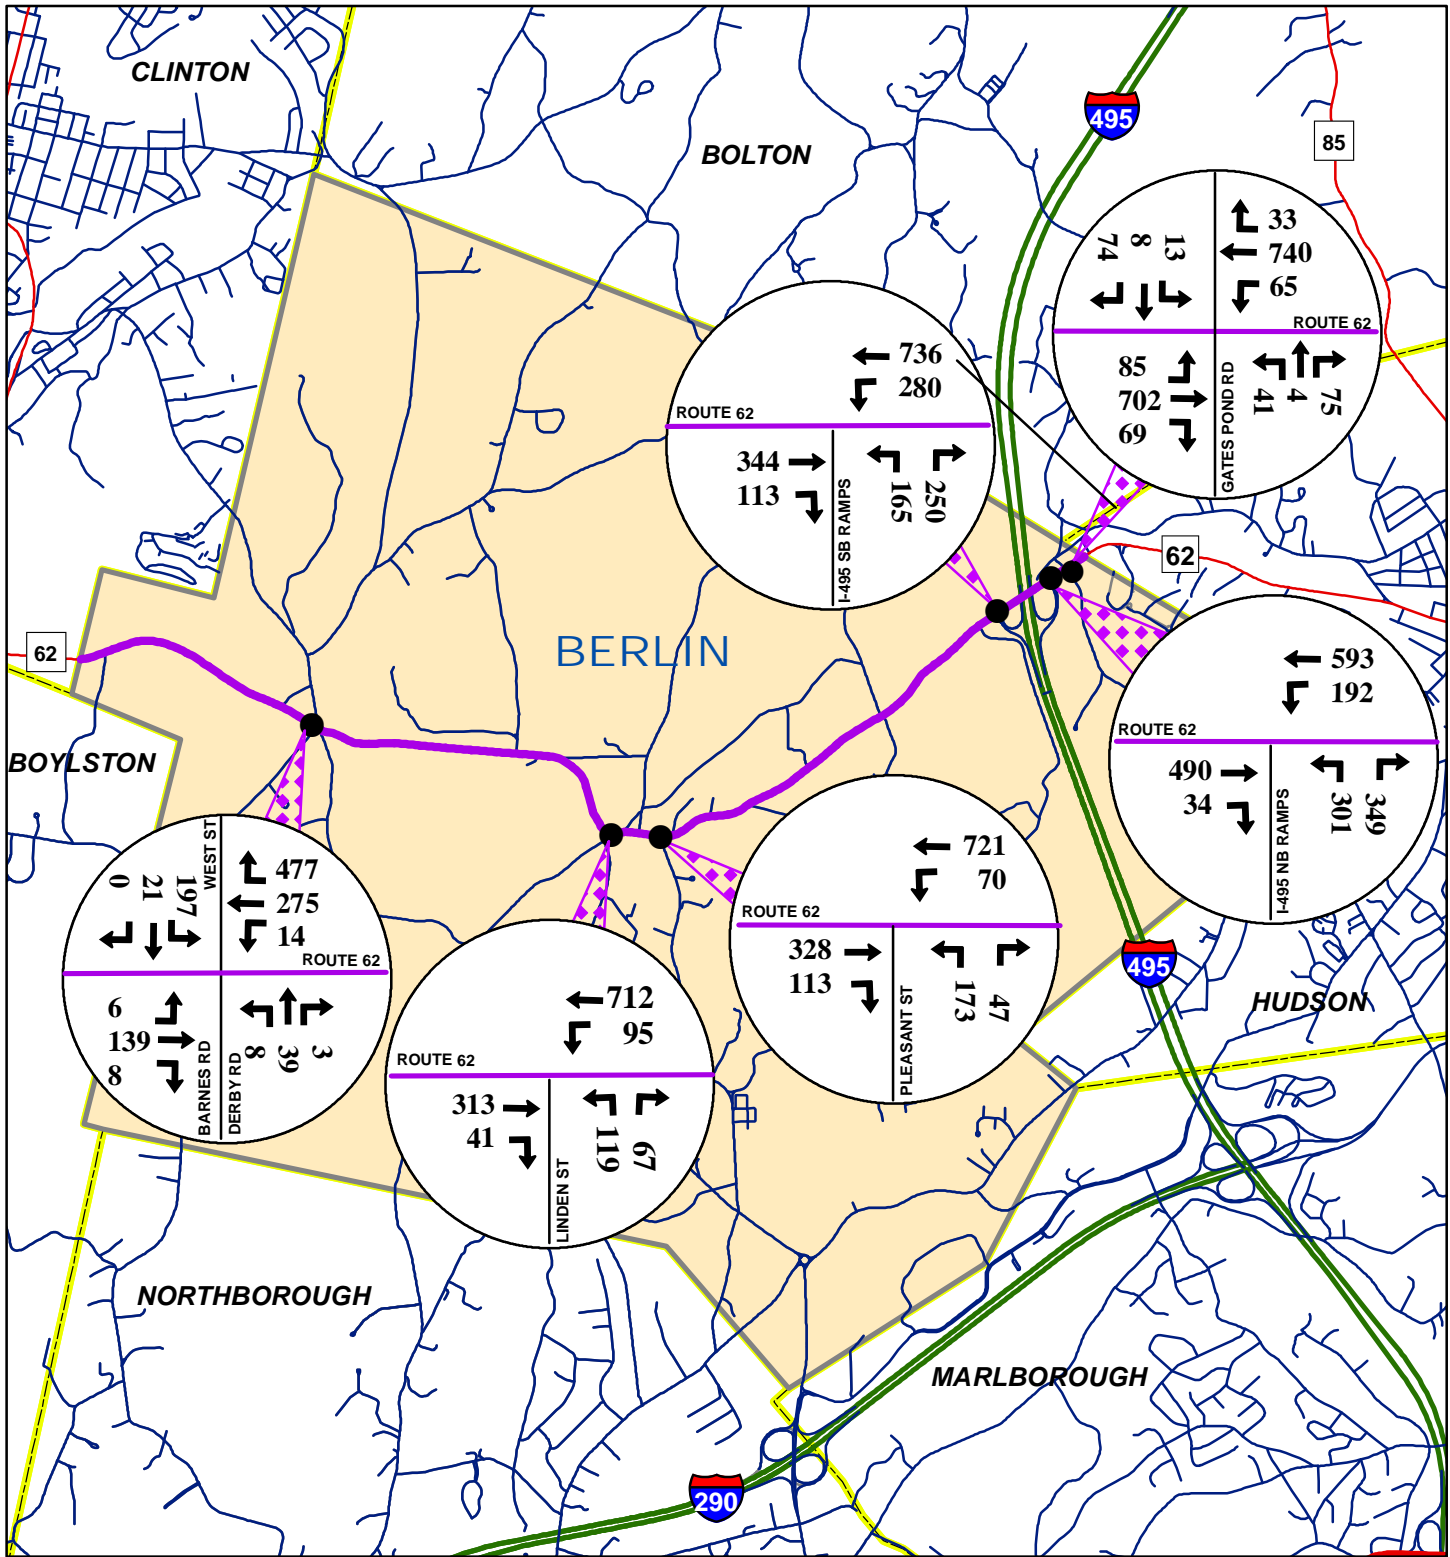 CLINTON
BOLTON
495
85
33
740
65
13
8
74
ROUTE 62
85
702
69
GATES POND RD
41
4
75
736
280
ROUTE 62
344
113
I-495 SB RAMPS
165
250
62
BERLIN
62
593
192
ROUTE 62
490
34
I-495 NB RAMPS
301
349
BOYLSTON
WEST ST
0
21
197
477
275
14
ROUTE 62
6
139
8
BARNES RD
DERBY RD
8
39
3
721
70
ROUTE 62
328
113
PLEASANT ST
173
47
495
HUDSON
712
95
ROUTE 62
313
41
LINDEN ST
119
67
NORTHBOROUGH
MARLBOROUGH
290